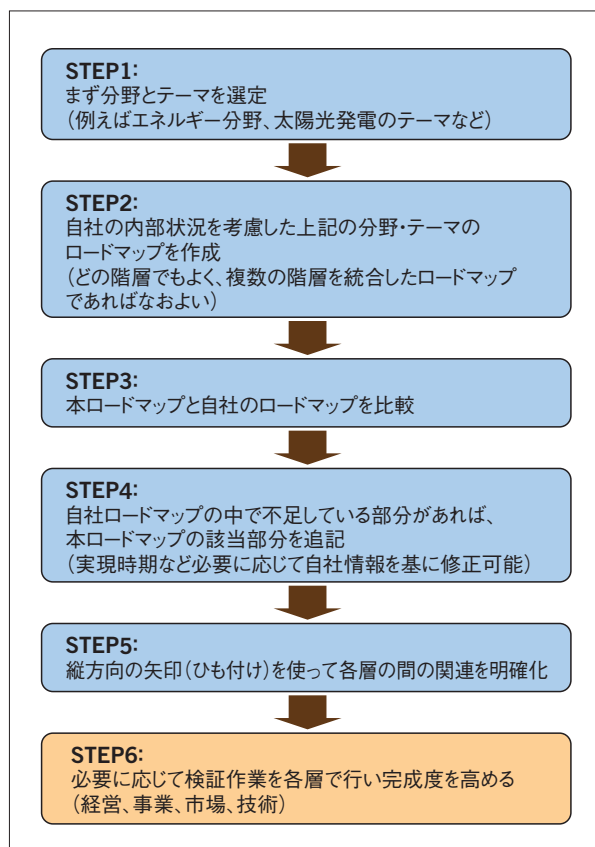 STEP1:
まず分野とテーマを選定
（例えばエネルギー分野、太陽光発電のテーマなど）
STEP2:
自社の内部状況を考慮した上記の分野・テーマの
ロードマップを作成
（どの階層でもよく、複数の階層を統合したロードマップ
であればなおよい）
STEP3:
本ロードマップと自社のロードマップを比較
STEP4:
自社ロードマップの中で不足している部分があれば、
本ロードマップの該当部分を追記
（実現時期など必要に応じて自社情報を基に修正可能）
STEP5:
縦方向の矢印（ひも付け）を使って各層の間の関連を明確化
STEP6:
必要に応じて検証作業を各層で行い完成度を高める
（経営、事業、市場、技術）